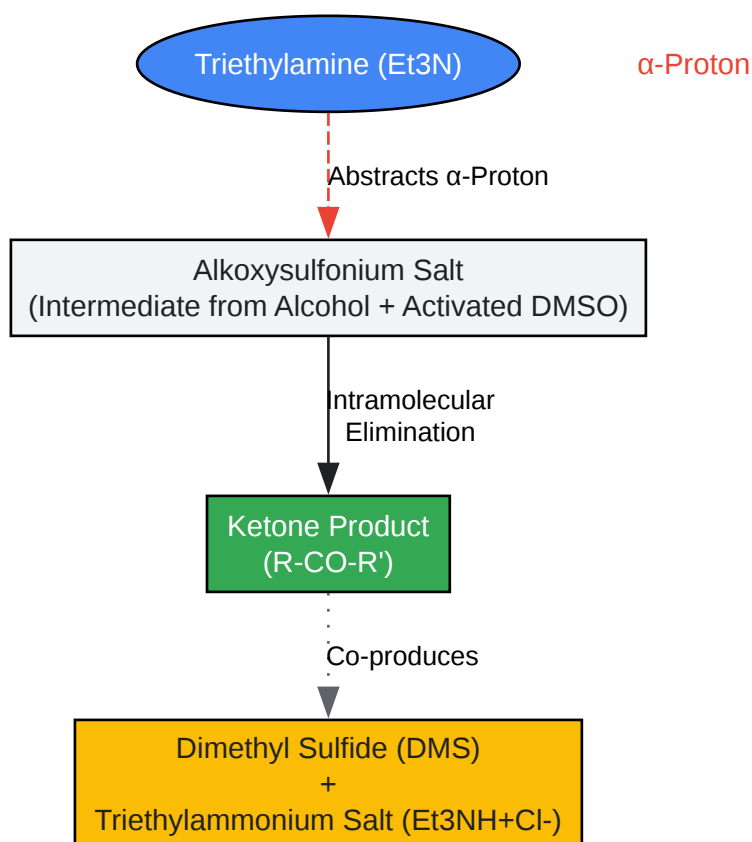 Triethylamine (Et3N)
α-Proton
Abstracts α-Proton
Alkoxysulfonium Salt
(Intermediate from Alcohol + Activated DMSO)
Intramolecular
Elimination
Ketone Product
(R-CO-R')
Co-produces
Dimethyl Sulfide (DMS)
+
Triethylammonium Salt (Et3NH+Cl-)